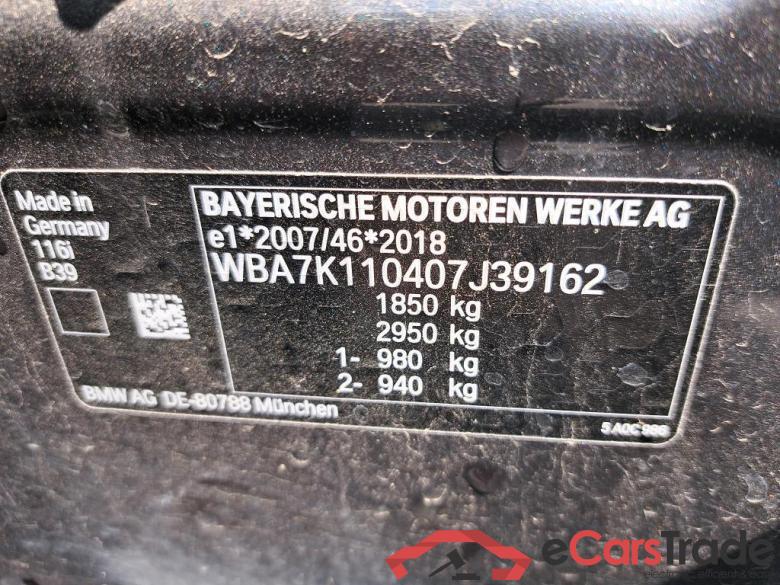 Made in
Germany
116i
B39
BAYERISCHE MOTOREN WERKE AG
e1*2007/46*2018
WBA7K110407J39162
1850 kg
2950 kg
1- 980 kg
2- 940 kg
BMW AG DE-80788 München
5 A0C 986
eCarsTrade